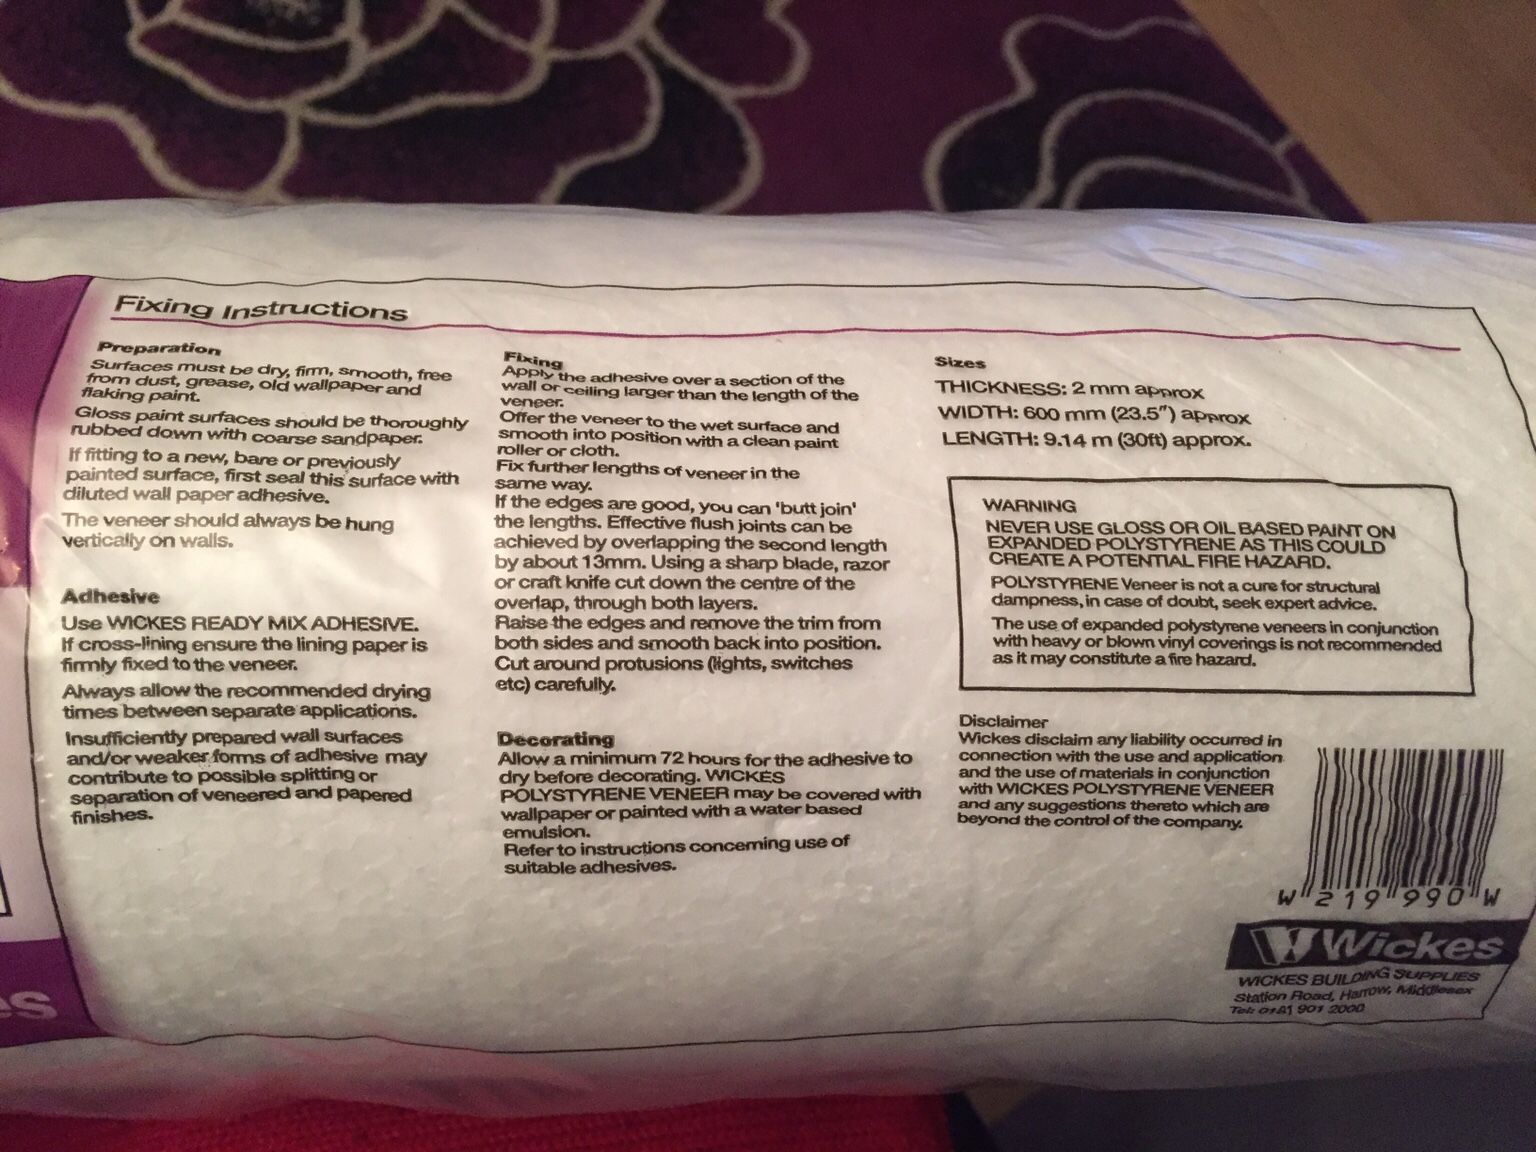 Fixing Instructions
Preparation
Surfaces must be dry, firm, smooth, free
from dust, grease, old wallpaper and
flaking paint.
Gloss paint surfaces should be thoroughly
rubbed down with coarse sandpaper.
If fitting to a new, bare or previously
painted surface, first seal this surface with
diluted wall paper adhesive.
The veneer should always be hung
vertically on walls.
Adhesive
Use WICKES READY MIX ADHESIVE.
If cross-lining ensure the lining paper is
firmly fixed to the veneer.
Always allow the recommended drying
times between separate applications.
Insufficiently prepared wall surfaces
and/or weaker forms of adhesive may
contribute to possible splitting or
separation of veneered and papered
finishes.
Fixing
Apply the adhesive over a section of the
wall or ceiling larger than the length of the
veneer.
Offer the veneer to the wet surface and
smooth into position with a clean paint
roller or cloth.
Fix further lengths of veneer in the
same way.
If the edges are good, you can 'butt join'
the lengths. Effective flush joints can be
achieved by overlapping the second length
by about 13mm. Using a sharp blade, razor
or craft knife cut down the centre of the
overlap, through both layers.
Raise the edges and remove the trim from
both sides and smooth back into position.
Cut around protusions (lights, switches
etc) carefully.
Decorating
Allow a minimum 72 hours for the adhesive to
dry before decorating. WICKES
POLYSTYRENE VENEER may be covered with
wallpaper or painted with a water based
emulsion.
Refer to instructions concerning use of
suitable adhesives.
Sizes
THICKNESS: 2 mm approx
WIDTH: 600 mm (23.5") approx
LENGTH: 9.14 m (30ft) approx.
WARNING
NEVER USE GLOSS OR OIL BASED PAINT ON
EXPANDED POLYSTYRENE AS THIS COULD
CREATE A POTENTIAL FIRE HAZARD.
POLYSTYRENE Veneer is not a cure for structural
dampness, in case of doubt, seek expert advice.
The use of expanded polystyrene veneers in conjunction
with heavy or blown vinyl coverings is not recommended
as it may constitute a fire hazard.
Disclaimer
Wickes disclaim any liability occurred in
connection with the use and application
and the use of materials in conjunction
with WICKES POLYSTYRENE VENEER
and any suggestions thereto which are
beyond the control of the company.
W 219 990 W
Wickes
WICKES BUILDING SUPPLIES
Station Road, Harrow, Middlesex
Tel: 0181 901 2000
es